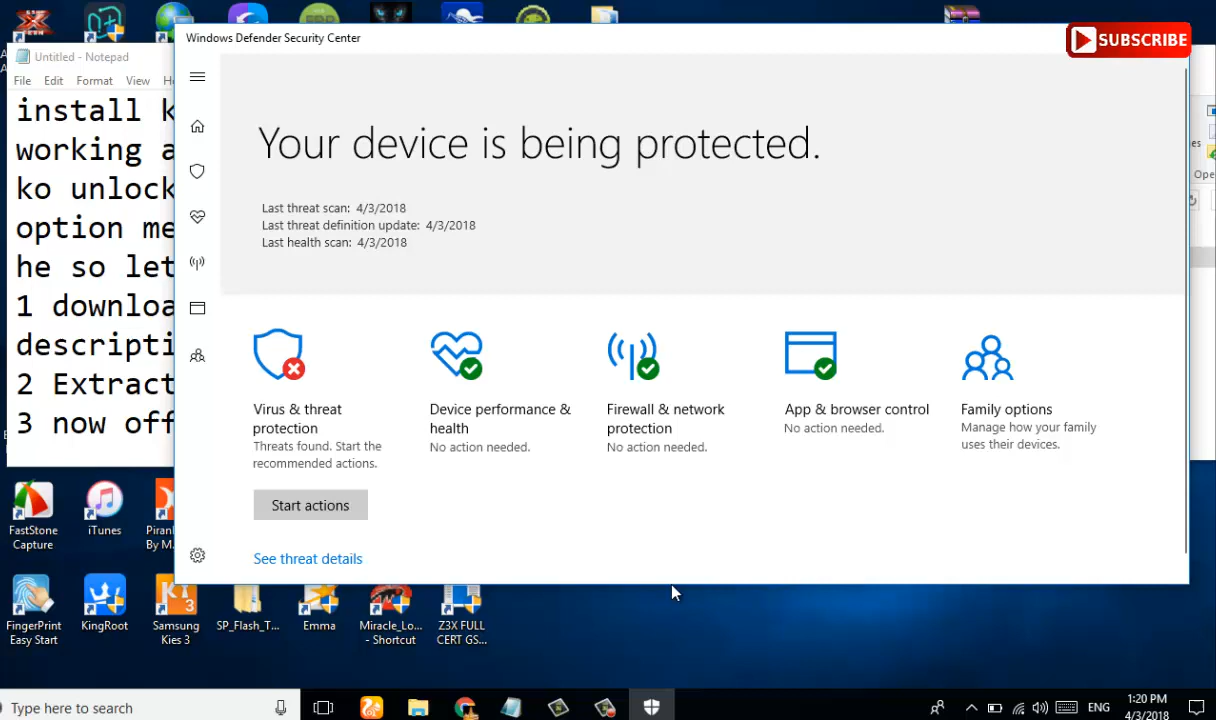 Windows Defender Security Center
SUBSCRIBE
Untitled - Notepad
File Edit Format View
install
working
ko unlock
option me
he so let
1 downloa
descripti
2 Extract
3 now off
Your device is being protected.
Last threat scan: 4/3/2018
Last threat definition update: 4/3/2018
Last health scan: 4/3/2018
Virus & threat
protection
Threats found. Start the
recommended actions.
Start actions
See threat details
Device performance &
health
No action needed.
Firewall & network
protection
No action needed.
App & browser control
No action needed.
Family options
Manage how your family
uses their devices.
FastStone
Capture
iTunes
Piran
By M.
FingerPrint
Easy Start
KingRoot
Samsung
Kies 3
SP_Flash_T...
Emma
Miracle_Lo...
- Shortcut
Z3X FULL
CERT GS...
Type here to search
ENG
1:20 PM
4/3/2018